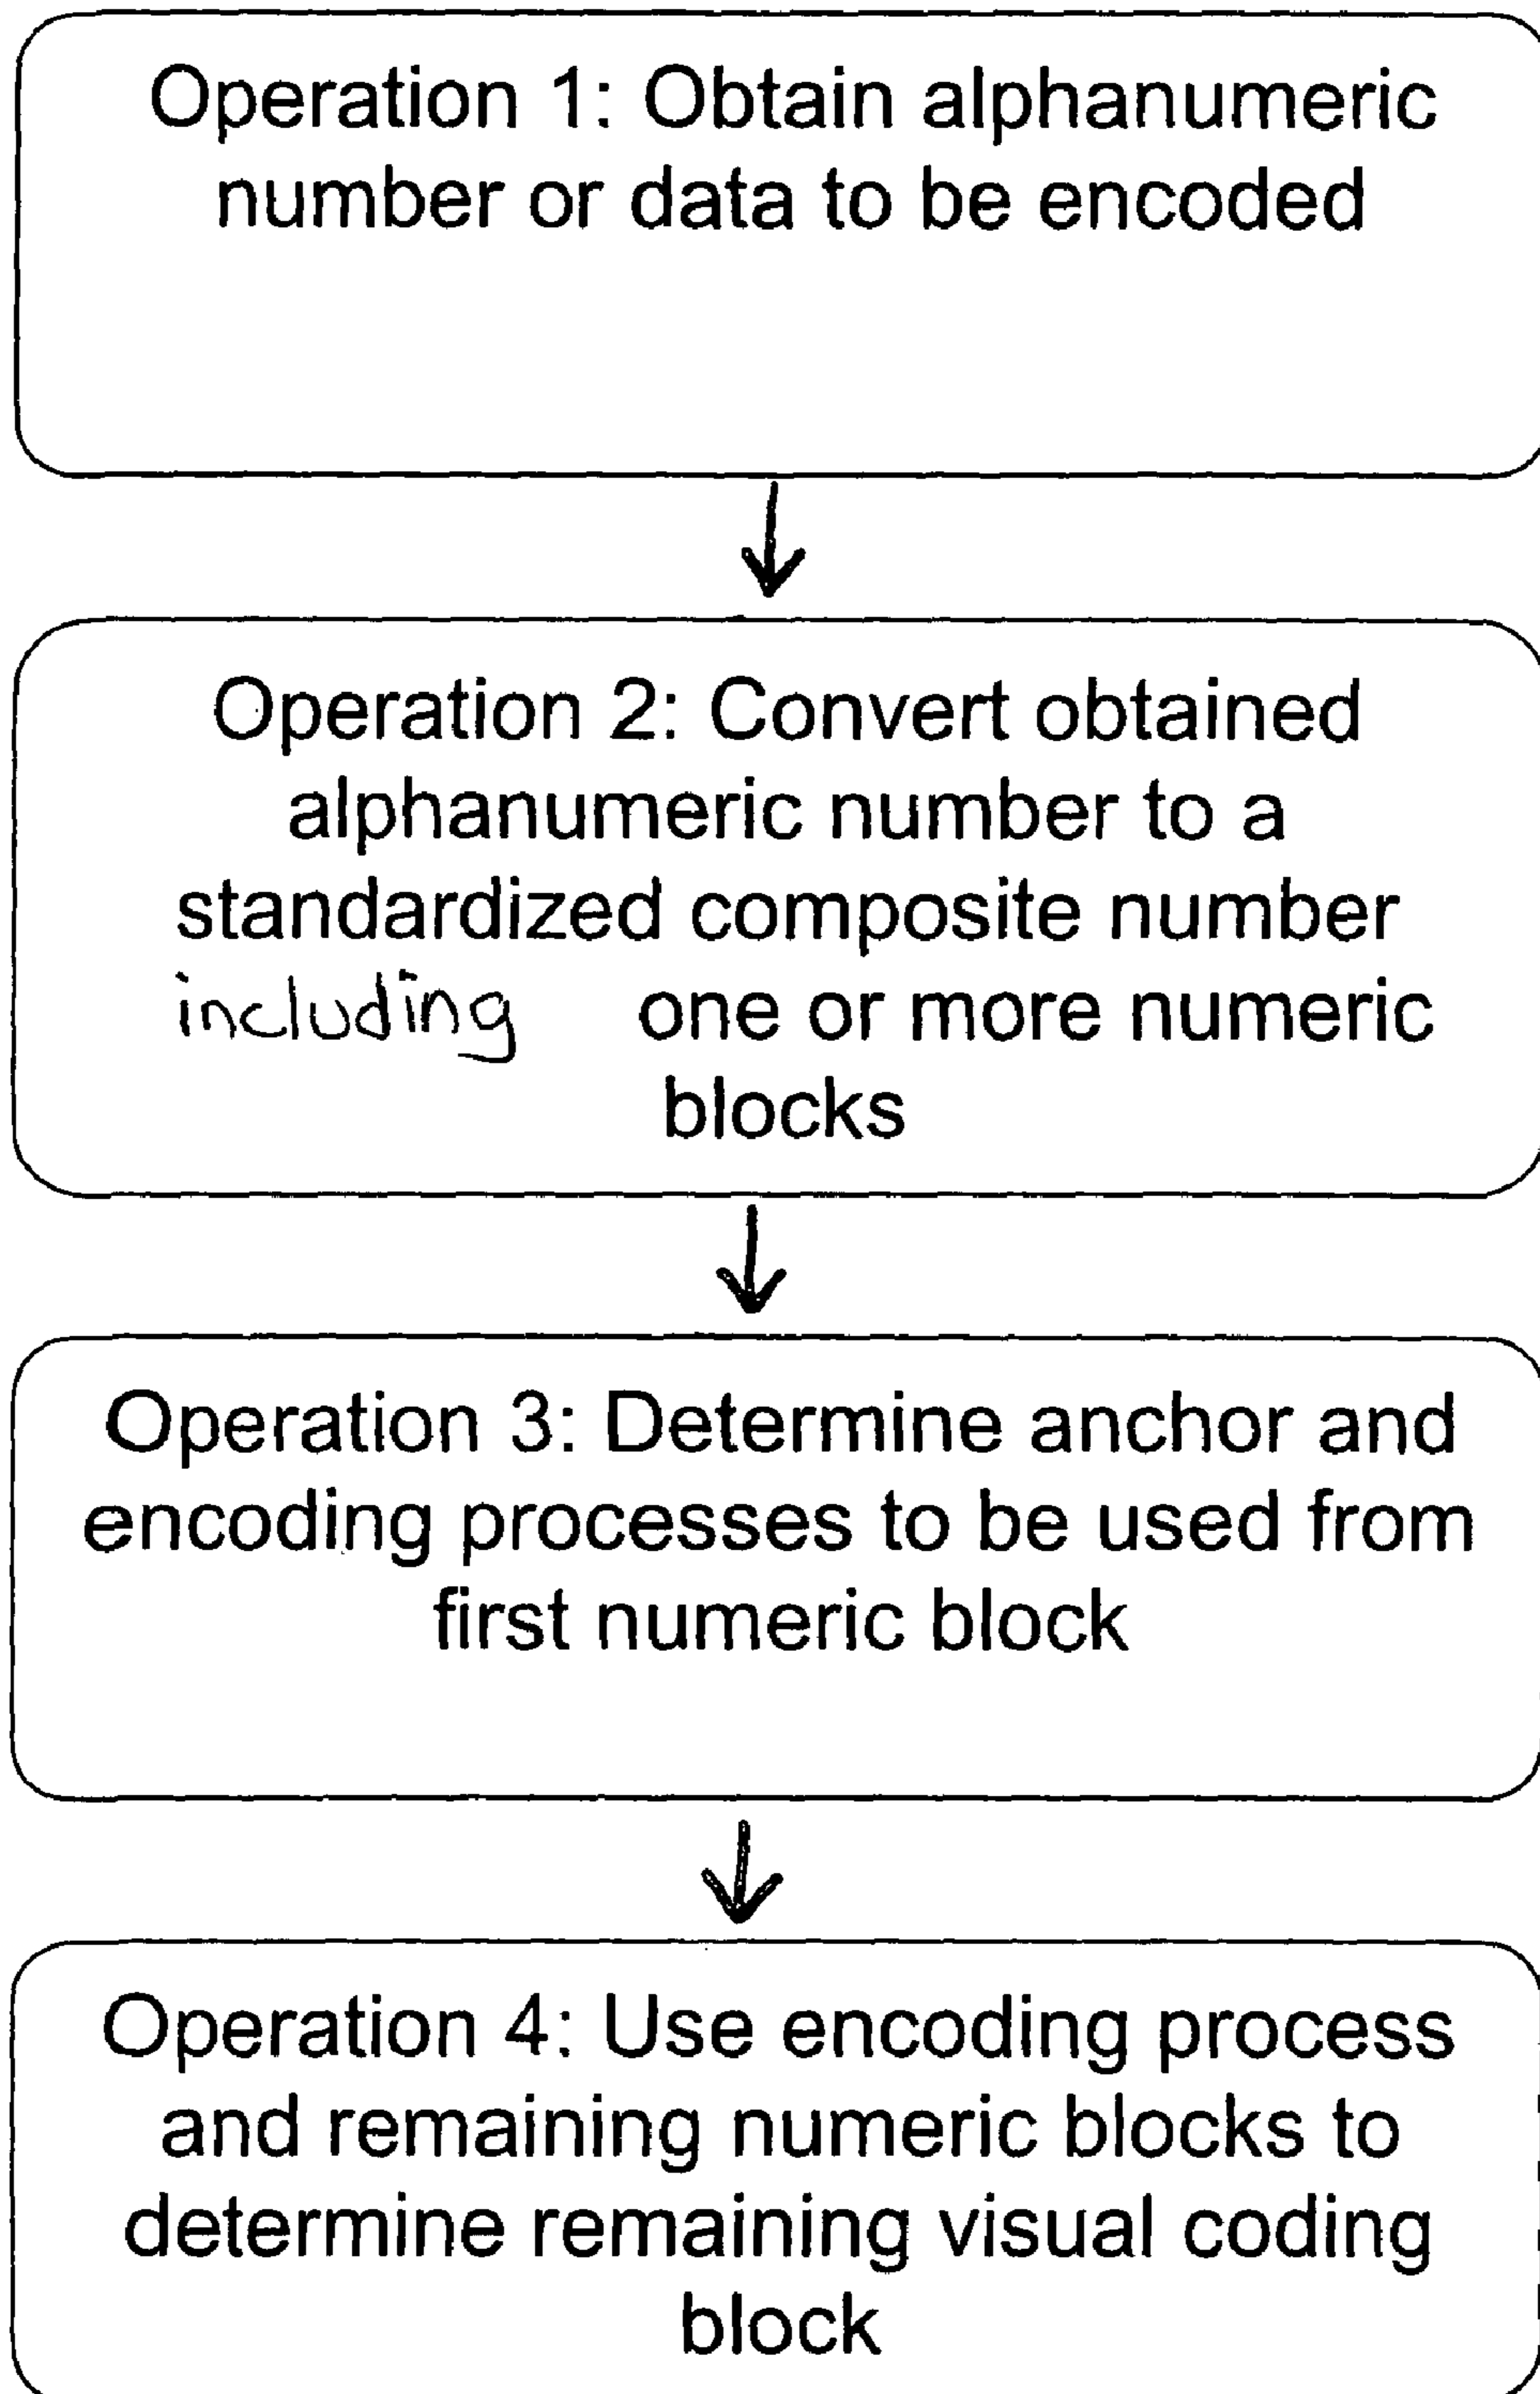 Operation 1: Obtain alphanumeric
number or data to be encoded
Operation 2: Convert obtained
alphanumeric number to a
standardized composite number
including one or more numeric
blocks
Operation 3: Determine anchor and
encoding processes to be used from
first numeric block
Operation 4: Use encoding process
and remaining numeric blocks to
determine remaining visual coding
block